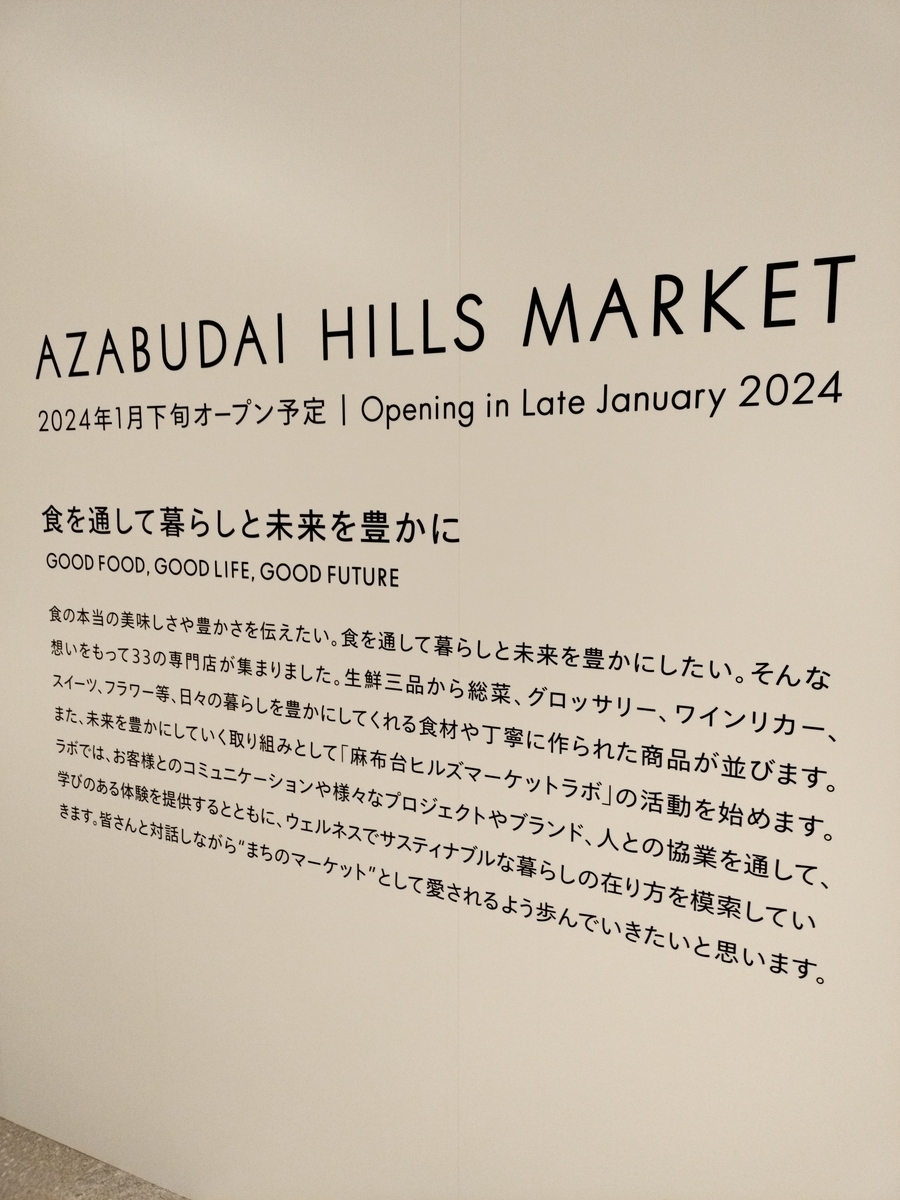 AZABUDAI HILLS MARKET
2024年1月下旬オープン予定 | Opening in Late January 2024
食を通して暮らしと未来を豊かに
GOOD FOOD, GOOD LIFE, GOOD FUTURE
食の本当の美味しさや豊かさを伝えたい。食を通して暮らしと未来を豊かにしたい。そんな
想いをもって33の専門店が集まりました。生鮮三品から総菜、グロッサリー、ワインリカー、
スイーツ、フラワー等、日々の暮らしを豊かにしてくれる食材や丁寧に作られた商品が並びます。
また、未来を豊かにしていく取り組みとして「麻布台ヒルズマーケットラボ」の活動を始めます。
ラボでは、お客様とのコミュニケーションや様々なプロジェクトやブランド、人との協業を通して、
学びのある体験を提供するとともに、ウェルネスでサスティナブルな暮らしの在り方を模索してい
きます。皆さんと対話しながら"まちのマーケット"として愛されるよう歩んでいきたいと思います。